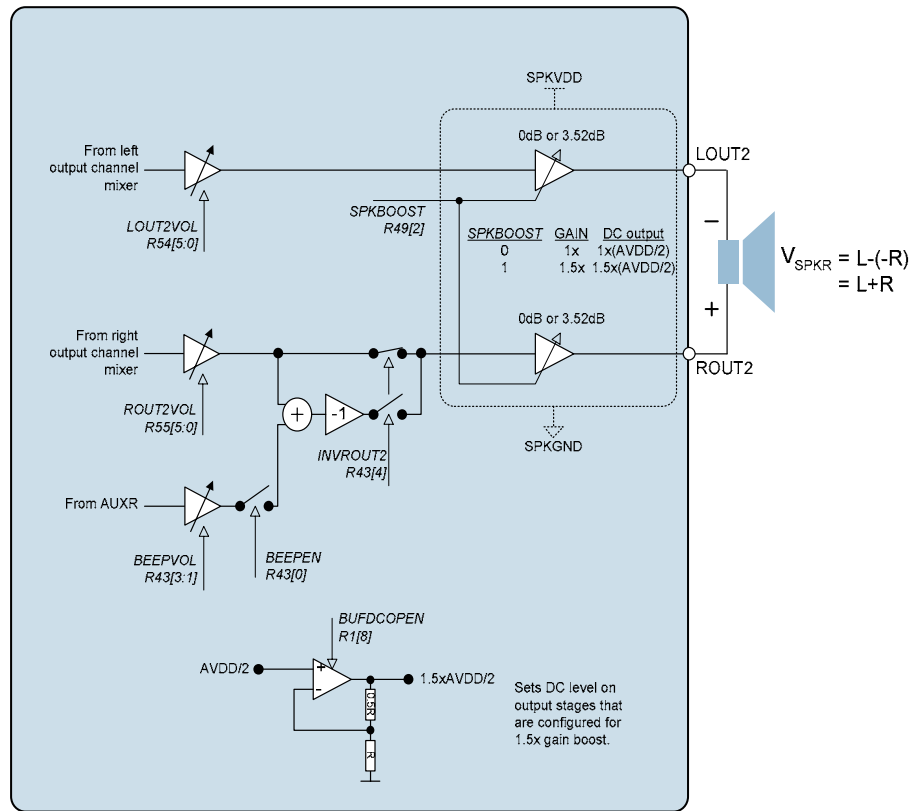 SPKVDD
0dB or 3.52dB
From left
output channel
mixer
LOUT2
LOUT2VOL
R54[5:0]
SPKBOOST
R49[2]
SPKBOOST GAIN DC output
0 1x 1x(AVDD/2)
1 1.5x 1.5x(AVDD/2)
−
V_SPKR = L-(-R)
= L+R
+
From right
output channel
mixer
0dB or 3.52dB
ROUT2
ROUT2VOL
R55[5:0]
+
-1
INVROUT2
R43[4]
SPKGND
From AUXR
BEEPVOL
R43[3:1]
BEEPEN
R43[0]
BUFDCOPEN
R1[8]
AVDD/2
+
-
1.5xAVDD/2
0.5R
R
Sets DC level on
output stages that
are configured for
1.5x gain boost.